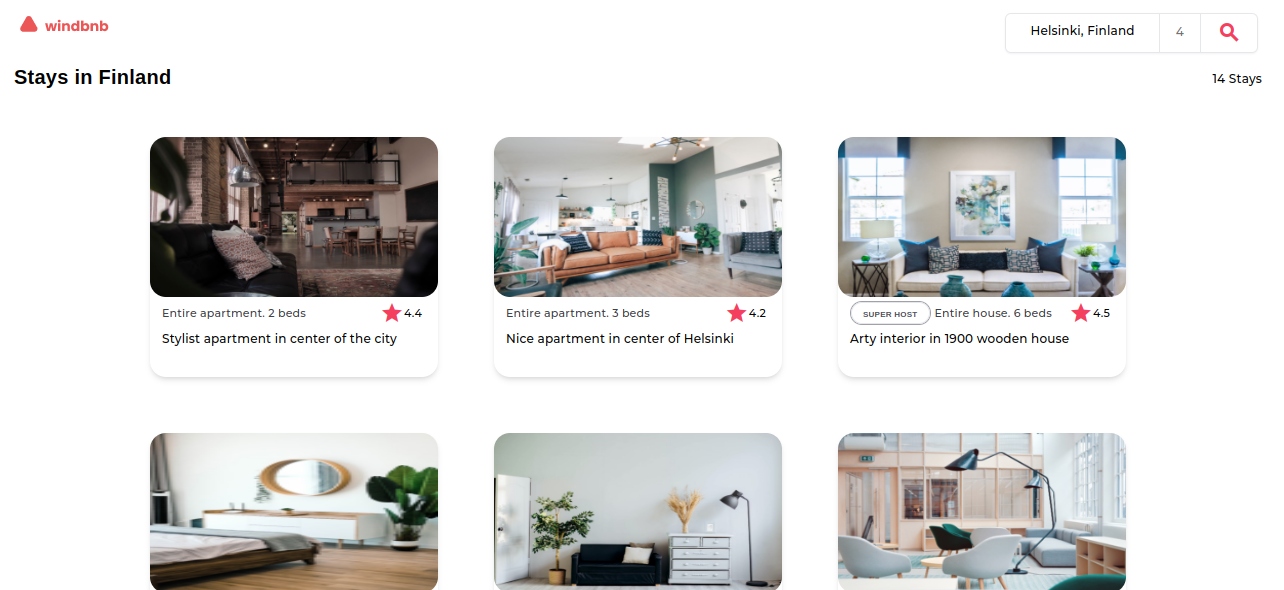 windbnb
Helsinki, Finland 4
Stays in Finland
14 Stays
Entire apartment. 2 beds 4.4
Stylist apartment in center of the city
Entire apartment. 3 beds 4.2
Nice apartment in center of Helsinki
SUPER HOST Entire house. 6 beds 4.5
Arty interior in 1900 wooden house